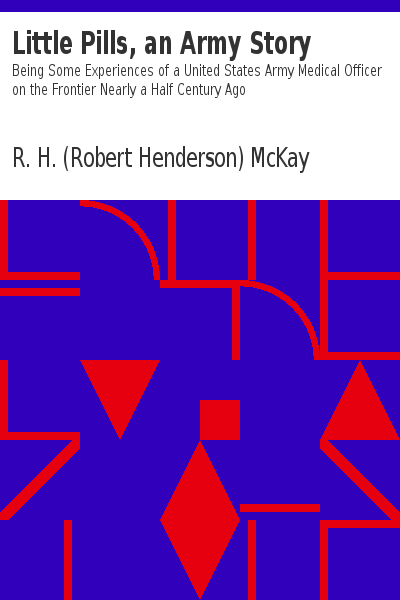 Little Pills, an Army Story
Being Some Experiences of a United States Army Medical Officer
on the Frontier Nearly a Half Century Ago
R. H. (Robert Henderson) McKay